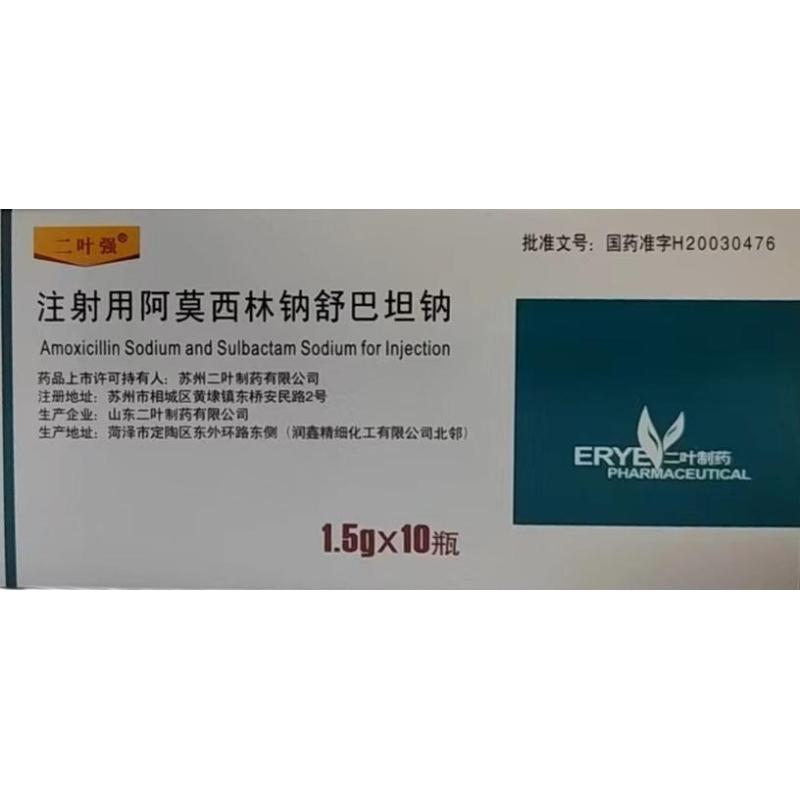 二叶强®
批准文号：国药准字H20030476
注射用阿莫西林钠舒巴坦钠
Amoxicillin Sodium and Sulbactam Sodium for Injection
药品上市许可持有人：苏州二叶制药有限公司
注册地址：苏州市相城区黄埭镇东桥安民路2号
生产企业：山东二叶制药有限公司
生产地址：菏泽市定陶区东外环路东侧（润鑫精细化工有限公司北邻）
ERYE 二叶制药
PHARMACEUTICAL
1.5g×10瓶